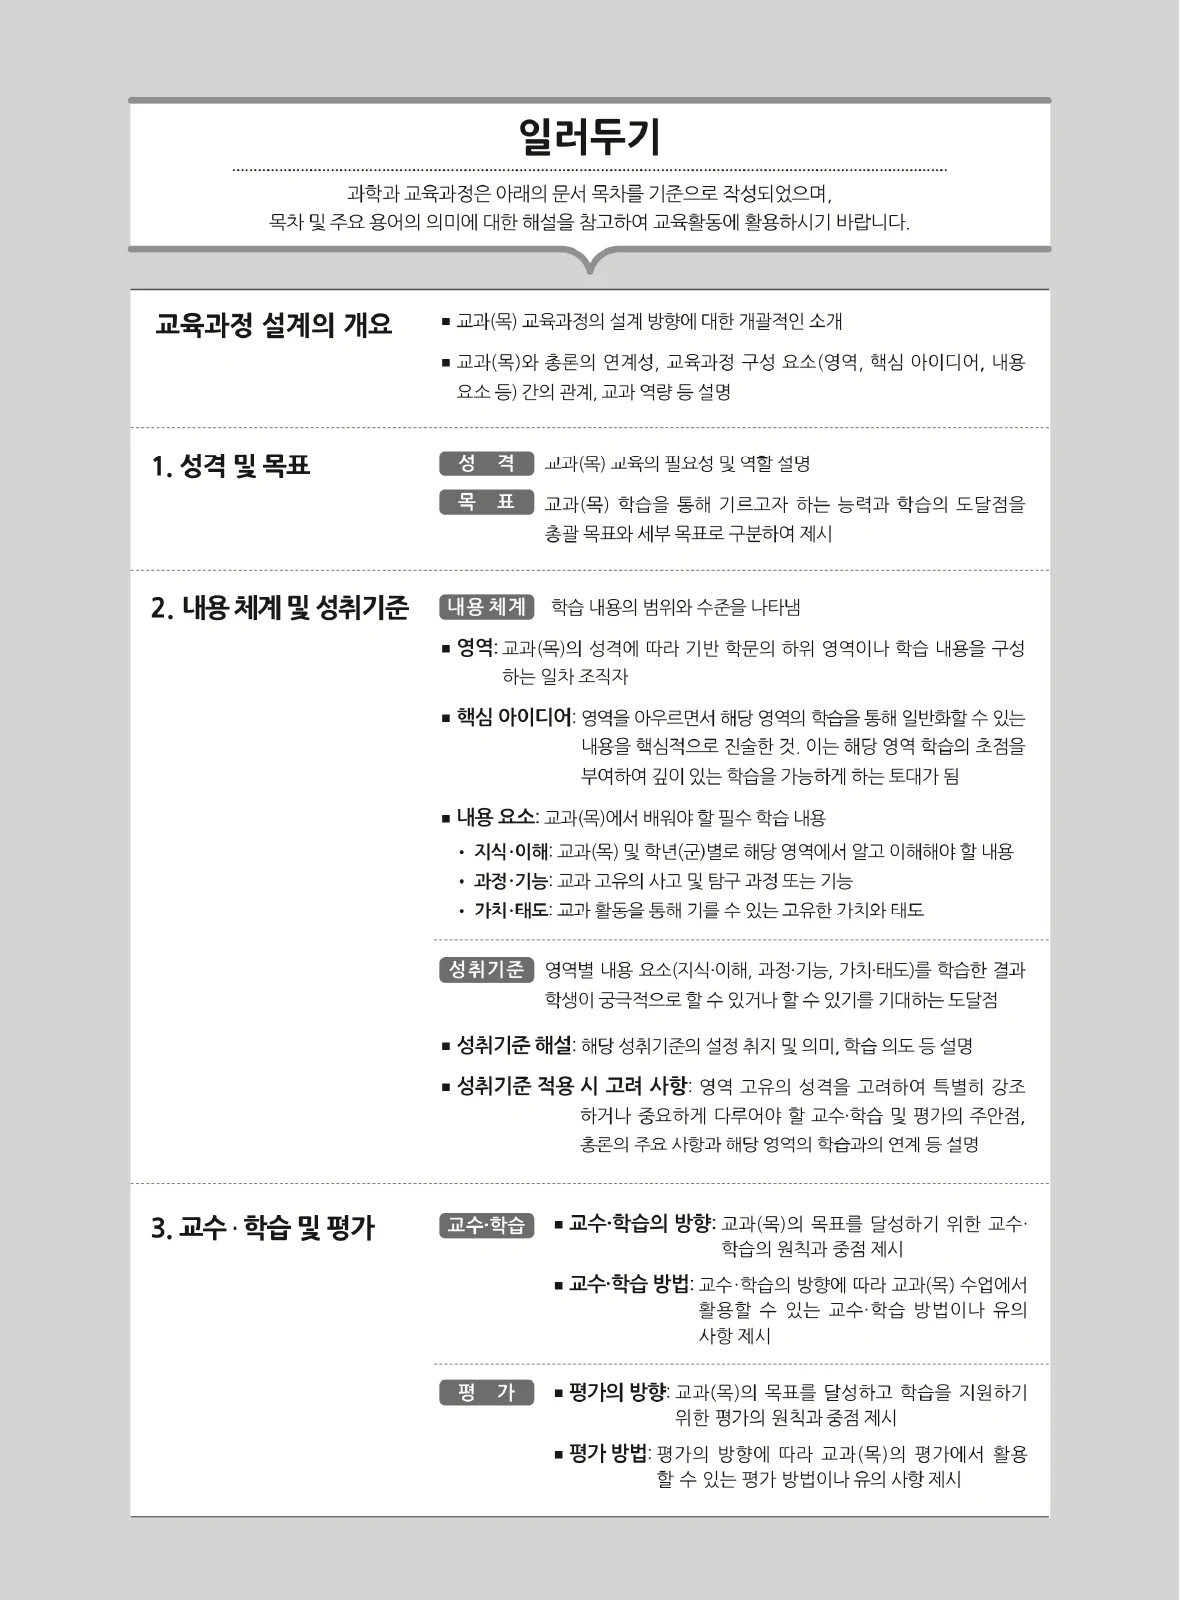 일러두기
과학과 교육과정은 아래의 문서 목차를 기준으로 작성되었으며,
목차 및 주요 용어의 의미에 대한 해설을 참고하여 교육활동에 활용하시기 바랍니다.
교육과정 설계의 개요
■ 교과(목) 교육과정의 설계 방향에 대한 개괄적인 소개
■ 교과(목)와 총론의 연계성, 교육과정 구성 요소(영역, 핵심 아이디어, 내용
요소 등) 간의 관계, 교과 역량 등 설명
1. 성격 및 목표
성 격 교과(목) 교육의 필요성 및 역할 설명
목 표 교과(목) 학습을 통해 기르고자 하는 능력과 학습의 도달점을
총괄 목표와 세부 목표로 구분하여 제시
2. 내용 체계 및 성취기준
내용 체계 학습 내용의 범위와 수준을 나타냄
■ 영역: 교과(목)의 성격에 따라 기반 학문의 하위 영역이나 학습 내용을 구성
하는 일차 조직자
■ 핵심 아이디어: 영역을 아우르면서 해당 영역의 학습을 통해 일반화할 수 있는
내용을 핵심적으로 진술한 것. 이는 해당 영역 학습의 초점을
부여하여 깊이 있는 학습을 가능하게 하는 토대가 됨
■ 내용 요소: 교과(목)에서 배워야 할 필수 학습 내용
• 지식·이해: 교과(목) 및 학년(군)별로 해당 영역에서 알고 이해해야 할 내용
• 과정·기능: 교과 고유의 사고 및 탐구 과정 또는 기능
• 가치·태도: 교과 활동을 통해 기를 수 있는 고유한 가치와 태도
성취기준 영역별 내용 요소(지식·이해, 과정·기능, 가치·태도)를 학습한 결과
학생이 궁극적으로 할 수 있거나 할 수 있기를 기대하는 도달점
■ 성취기준 해설: 해당 성취기준의 설정 취지 및 의미, 학습 의도 등 설명
■ 성취기준 적용 시 고려 사항: 영역 고유의 성격을 고려하여 특별히 강조
하거나 중요하게 다루어야 할 교수·학습 및 평가의 주안점,
총론의 주요 사항과 해당 영역의 학습과의 연계 등 설명
3. 교수·학습 및 평가
교수·학습 ■ 교수·학습의 방향: 교과(목)의 목표를 달성하기 위한 교수·
학습의 원칙과 중점 제시
■ 교수·학습 방법: 교수·학습의 방향에 따라 교과(목) 수업에서
활용할 수 있는 교수·학습 방법이나 유의
사항 제시
평 가 ■ 평가의 방향: 교과(목)의 목표를 달성하고 학습을 지원하기
위한 평가의 원칙과 중점 제시
■ 평가 방법: 평가의 방향에 따라 교과(목)의 평가에서 활용
할 수 있는 평가 방법이나 유의 사항 제시